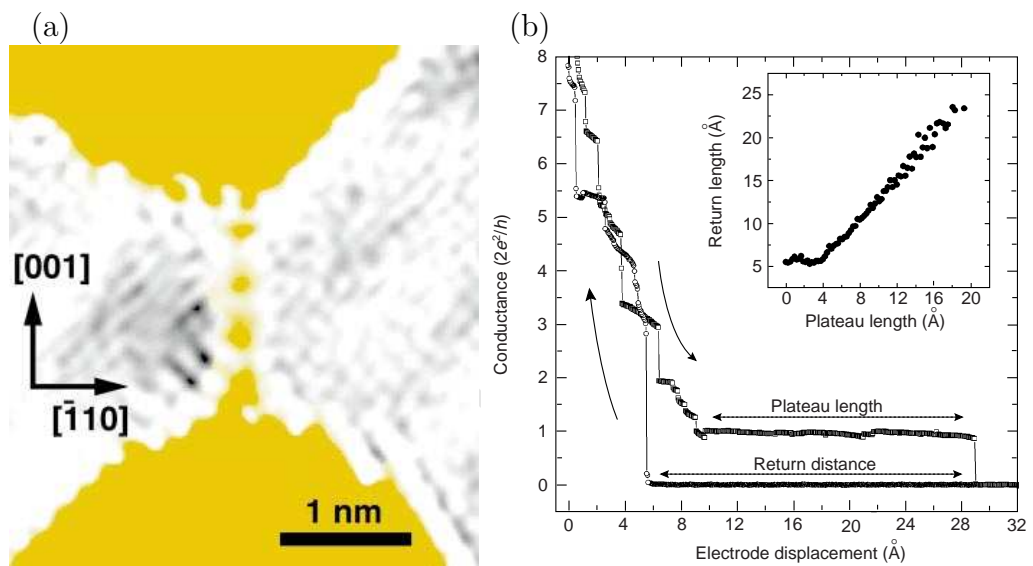 (a)
[001]
[1̄10]
1 nm
(b)
Conductance (2e²/h)
8
7
6
5
4
3
2
1
0
0 4 8 12 16 20 24 28 32
Electrode displacement (Å)
Plateau length
Return distance
Return length (Å)
25
20
15
10
5
0 4 8 12 16 20
Plateau length (Å)